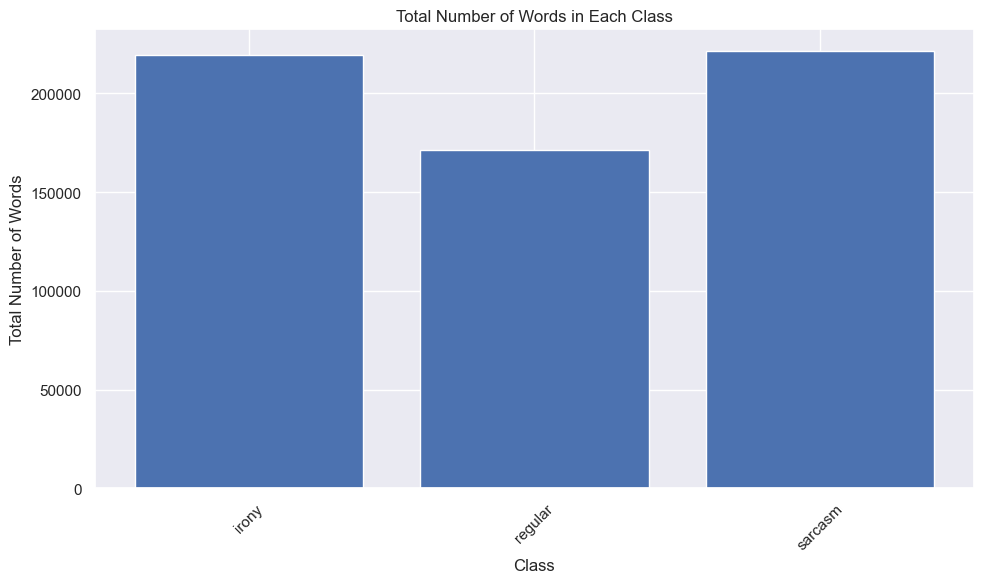 Total Number of Words in Each Class
Total Number of Words
200000
150000
100000
50000
0
irony
regular
sarcasm
Class